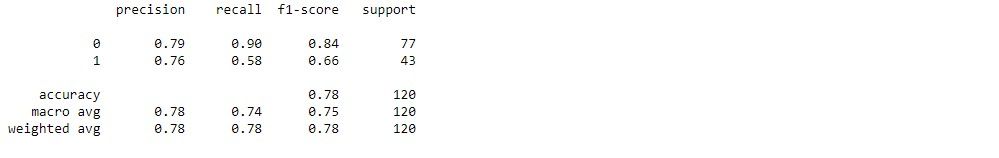 precision recall f1-score support
0 0.79 0.90 0.84 77
1 0.76 0.58 0.66 43
accuracy 0.78 120
macro avg 0.78 0.74 0.75 120
weighted avg 0.78 0.78 0.78 120